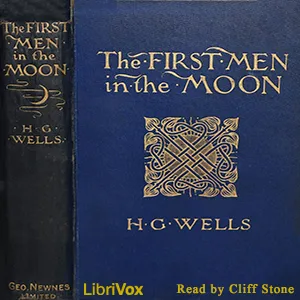 The FIRST
MEN
in the
MOON
H·G·
WELLS
GEO. NEWNES
LIMITED
The·FIRST·MEN
in·the·MOON
H·G·WELLS
LibriVox
Read by Cliff Stone